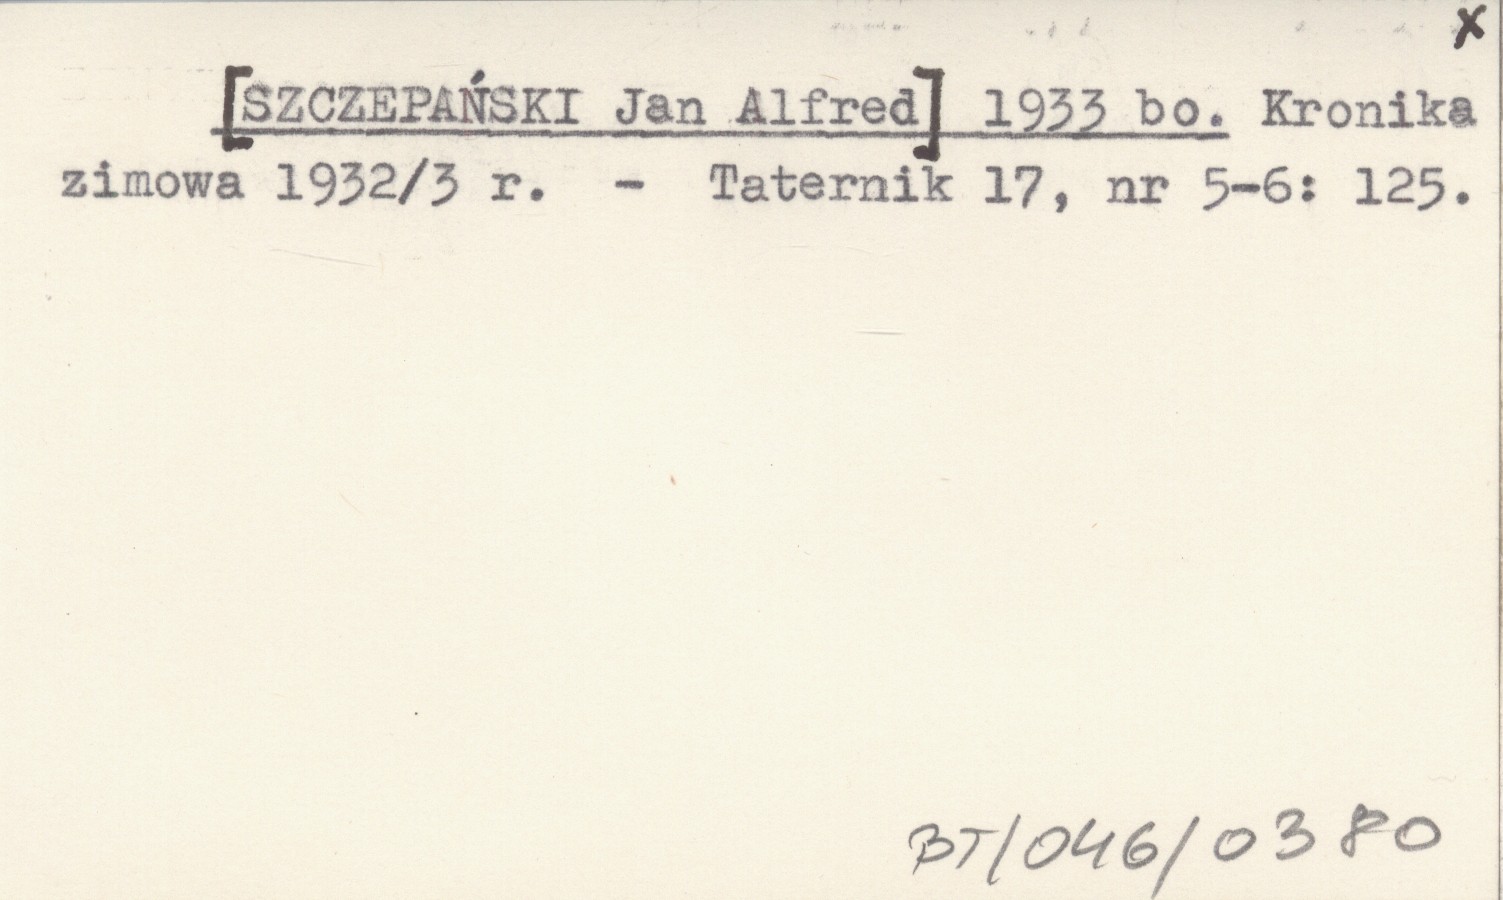 x
[SZCZEPAŃSKI Jan Alfred] 1933 bo. Kronika
zimowa 1932/3 r. - Taternik 17, nr 5-6: 125.
BT/046/0380